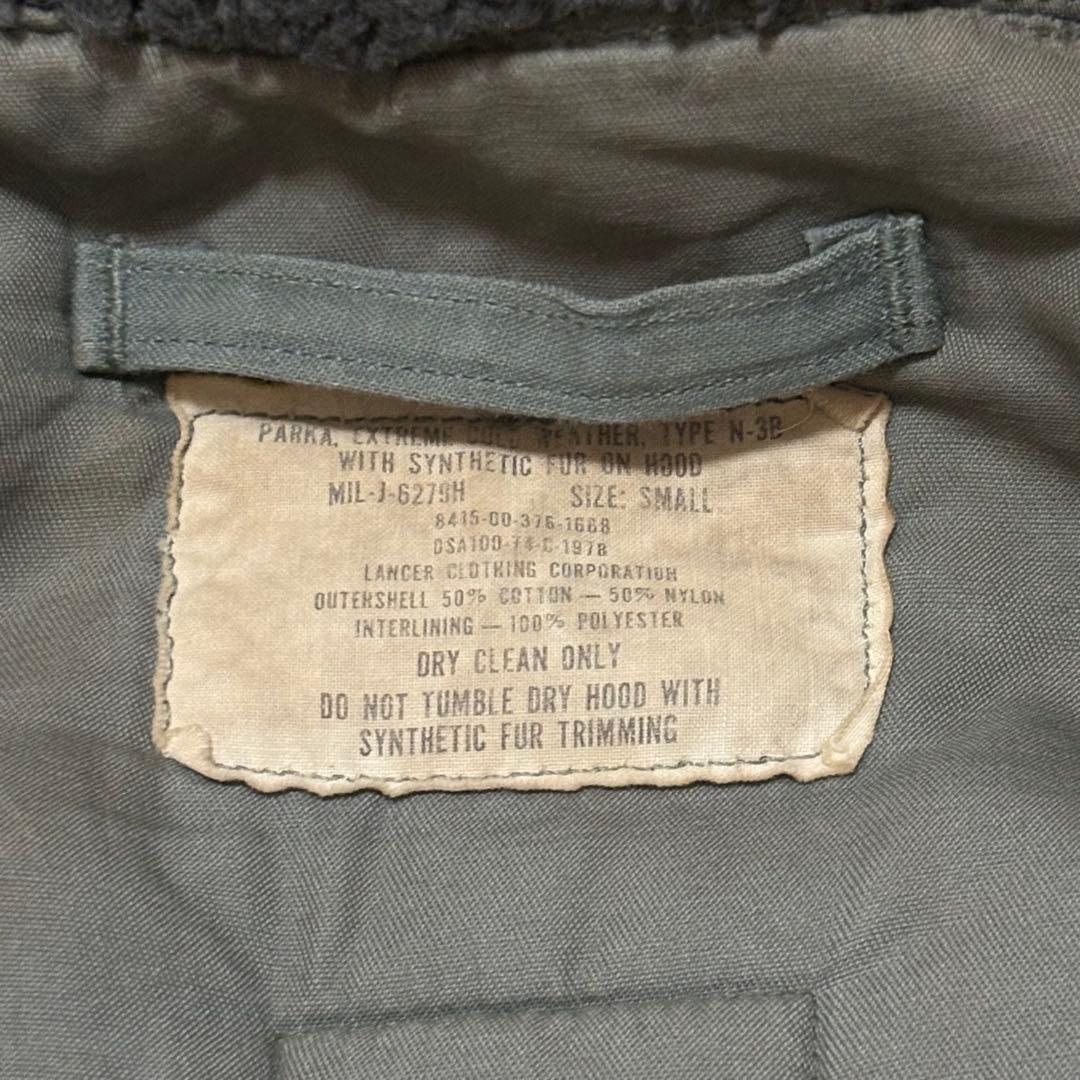 PARKA, EXTREME COLD WEATHER, TYPE N-3B
WITH SYNTHETIC FUR ON HOOD
MIL-J-6279H SIZE: SMALL
8415-00-376-1668
DSA100-74-C-1978
LANCER CLOTHING CORPORATION
OUTERSHELL 50% COTTON — 50% NYLON
INTERLINING — 100% POLYESTER
DRY CLEAN ONLY
DO NOT TUMBLE DRY HOOD WITH
SYNTHETIC FUR TRIMMING